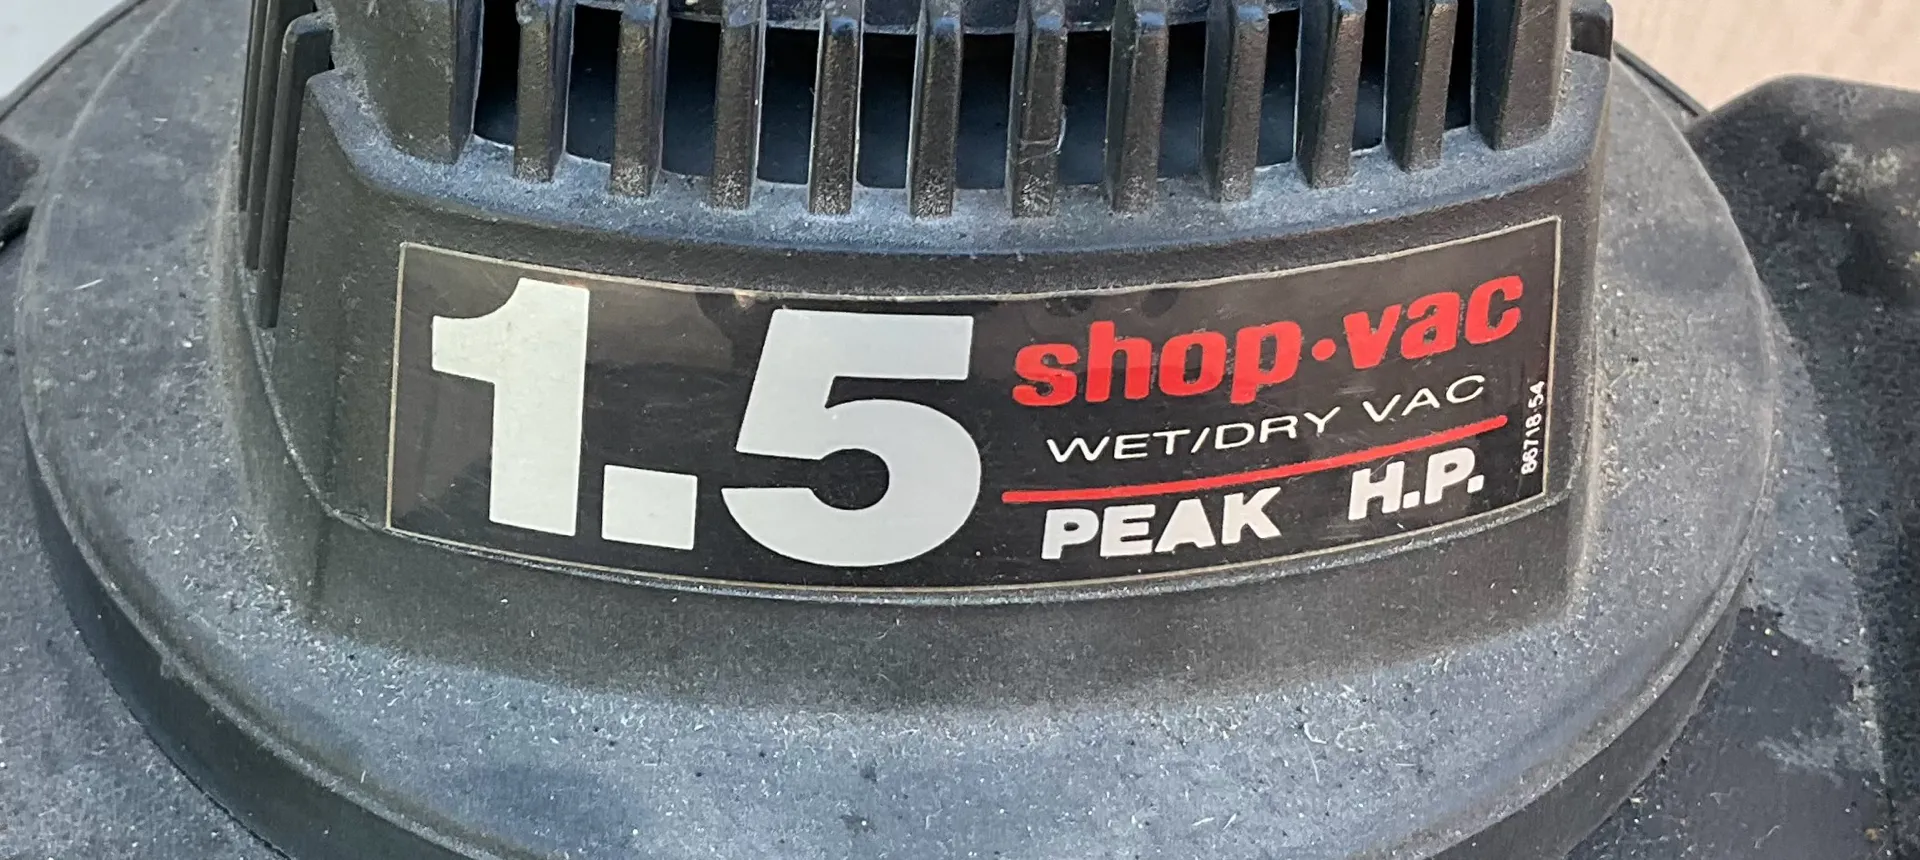 1.5
shop·vac
WET/DRY VAC
PEAK H.P.
86718-54